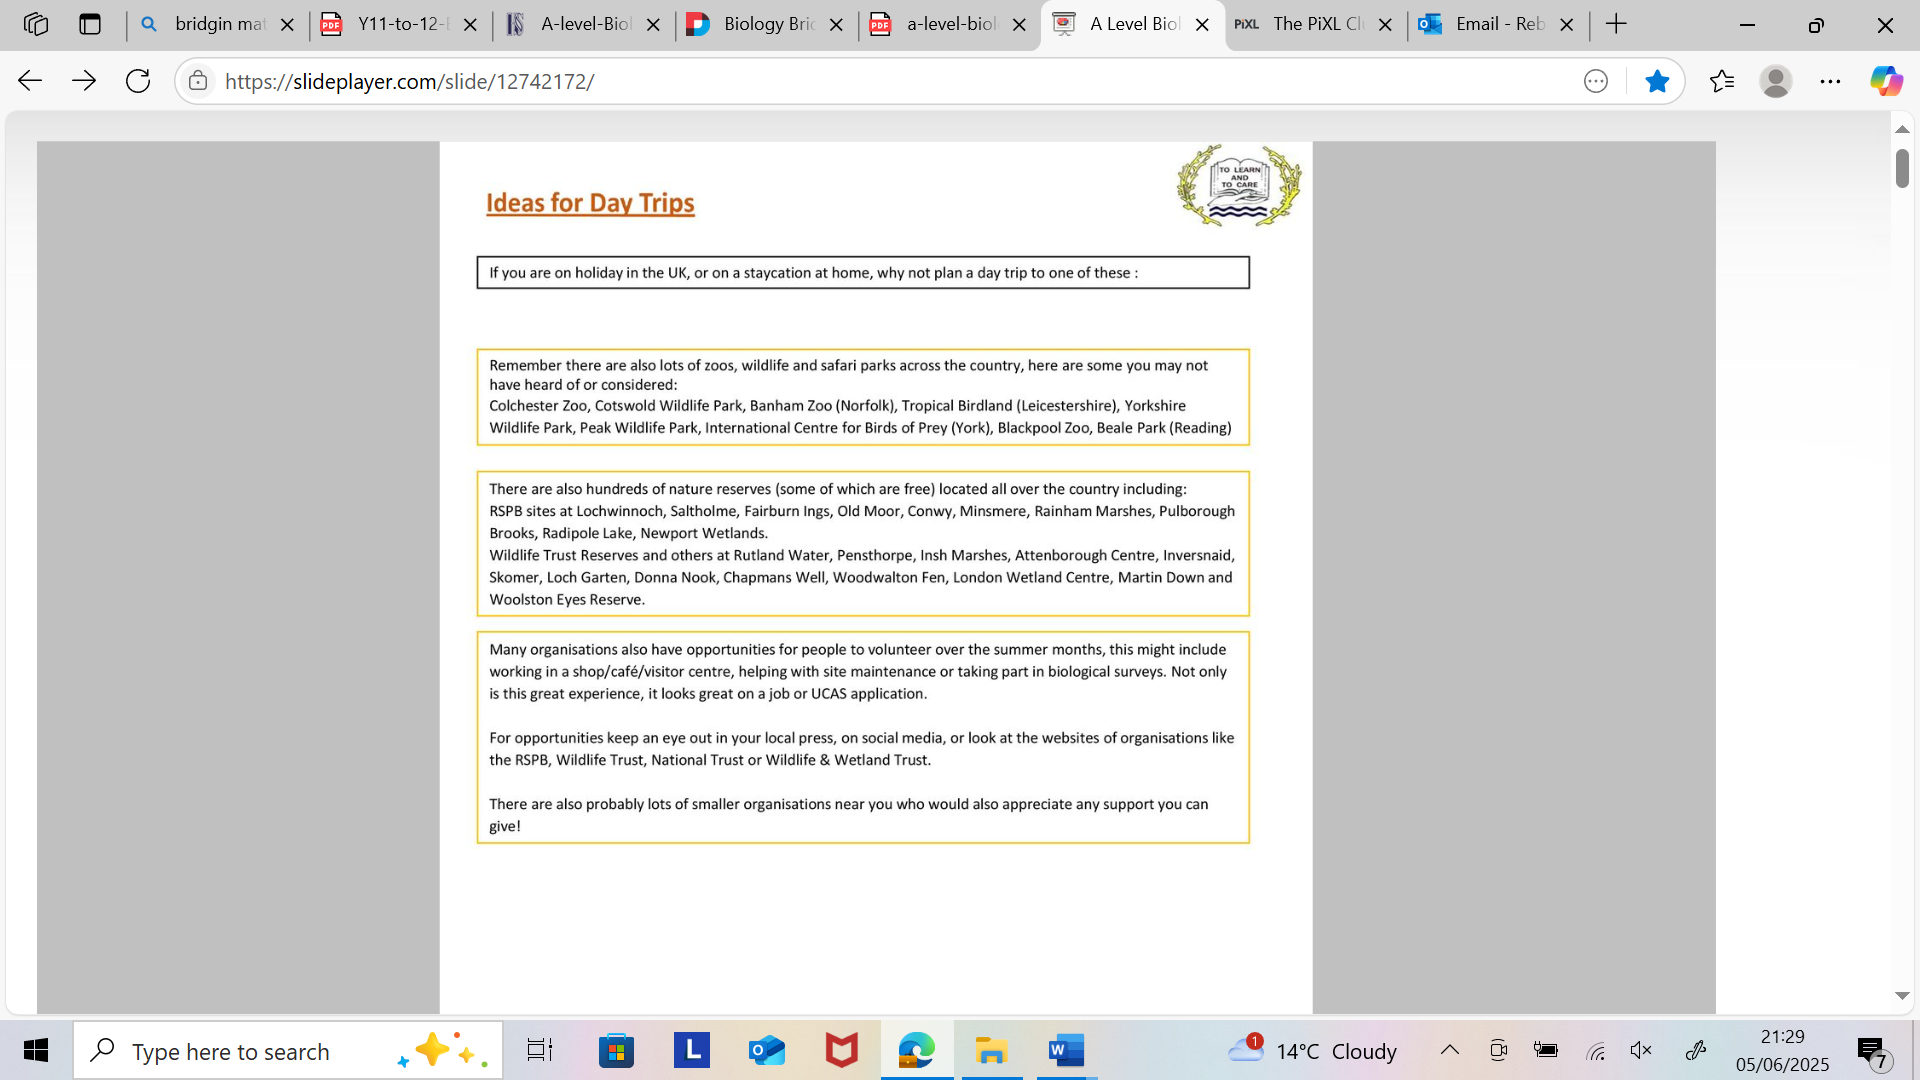 bridgin mat
Y11-to-12-B
A-level-Biol
Biology Brid
a-level-biolo
A Level Biol
PiXL
The PiXL Cl
Email - Reb
https://slideplayer.com/slide/12742172/
TO LEARN
AND
TO CARE
Ideas for Day Trips
If you are on holiday in the UK, or on a staycation at home, why not plan a day trip to one of these :
Remember there are also lots of zoos, wildlife and safari parks across the country, here are some you may not
have heard of or considered:
Colchester Zoo, Cotswold Wildlife Park, Banham Zoo (Norfolk), Tropical Birdland (Leicestershire), Yorkshire
Wildlife Park, Peak Wildlife Park, International Centre for Birds of Prey (York), Blackpool Zoo, Beale Park (Reading)
There are also hundreds of nature reserves (some of which are free) located all over the country including:
RSPB sites at Lochwinnoch, Saltholme, Fairburn Ings, Old Moor, Conwy, Minsmere, Rainham Marshes, Pulborough
Brooks, Radipole Lake, Newport Wetlands.
Wildlife Trust Reserves and others at Rutland Water, Pensthorpe, Insh Marshes, Attenborough Centre, Inversnaid,
Skomer, Loch Garten, Donna Nook, Chapmans Well, Woodwalton Fen, London Wetland Centre, Martin Down and
Woolston Eyes Reserve.
Many organisations also have opportunities for people to volunteer over the summer months, this might include
working in a shop/café/visitor centre, helping with site maintenance or taking part in biological surveys. Not only
is this great experience, it looks great on a job or UCAS application.
For opportunities keep an eye out in your local press, on social media, or look at the websites of organisations like
the RSPB, Wildlife Trust, National Trust or Wildlife & Wetland Trust.
There are also probably lots of smaller organisations near you who would also appreciate any support you can
give!
Type here to search
L
W
1
14°C Cloudy
21:29
05/06/2025
7